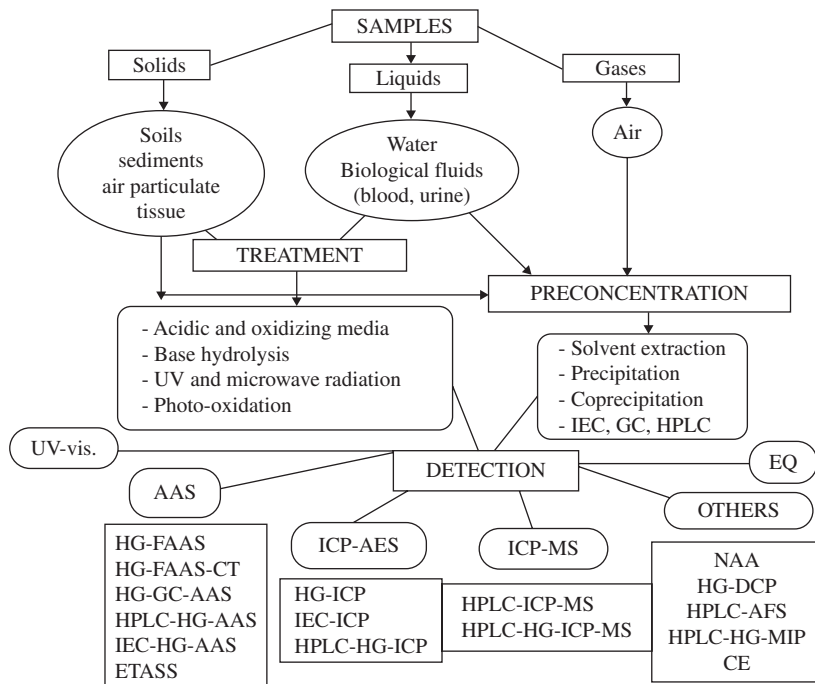 SAMPLES
Solids
Liquids
Gases
Soils
sediments
air particulate
tissue
Water
Biological fluids
(blood, urine)
Air
TREATMENT
PRECONCENTRATION
- Acidic and oxidizing media
- Base hydrolysis
- UV and microwave radiation
- Photo-oxidation
- Solvent extraction
- Precipitation
- Coprecipitation
- IEC, GC, HPLC
UV-vis.
DETECTION
EQ
AAS
OTHERS
ICP-AES
ICP-MS
HG-FAAS
HG-FAAS-CT
HG-GC-AAS
HPLC-HG-AAS
IEC-HG-AAS
ETASS
HG-ICP
IEC-ICP
HPLC-HG-ICP
HPLC-ICP-MS
HPLC-HG-ICP-MS
NAA
HG-DCP
HPLC-AFS
HPLC-HG-MIP
CE